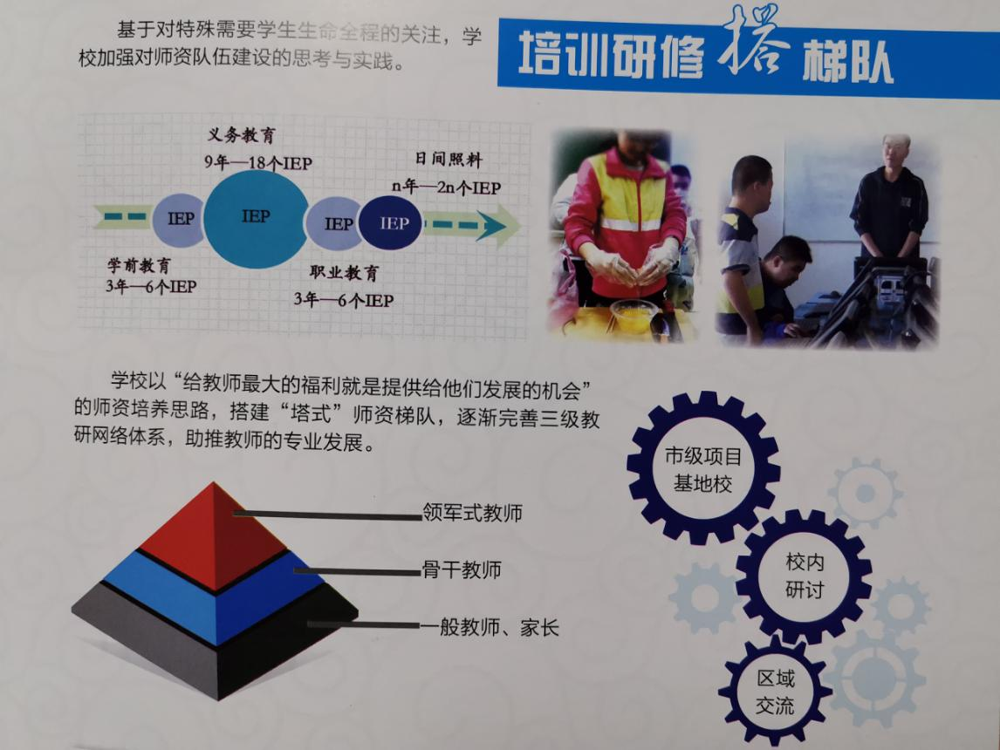 基于对特殊需要学生生命全程的关注，学
校加强对师资队伍建设的思考与实践。
培训研修搭梯队
义务教育
9年—18个IEP
日间照料
n年—2n个IEP
IEP
IEP
IEP
IEP
学前教育
3年—6个IEP
职业教育
3年—6个IEP
学校以“给教师最大的福利就是提供给他们发展的机会”
的师资培养思路，搭建“塔式”师资梯队，逐渐完善三级教
研网络体系，助推教师的专业发展。
领军式教师
骨干教师
一般教师、家长
市级项目
基地校
校内
研讨
区域
交流